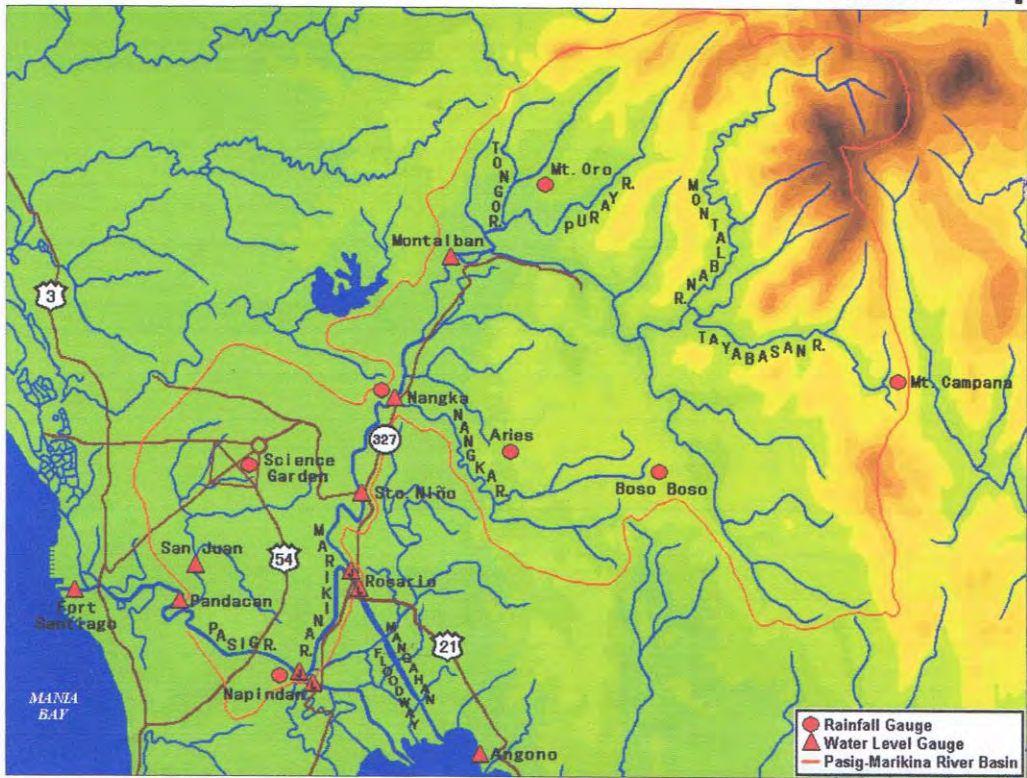 TONGO R.
Mt. Oro
PURAY R.
MONTALBAN R.
Montalban
3
TAYABASAN R.
Mt. Campana
Nangka
NANGKA R.
327
Aries
Science
Garden
Boso Boso
Sto. Niño
MARIKINA R.
San Juan
54
Rosario
Fort
Santiago
Pandacan
PASIG R.
MANGAHAN
FLOODWAY
21
Napindan
MANIA
BAY
Angono
Rainfall Gauge
Water Level Gauge
Pasig-Marikina River Basin